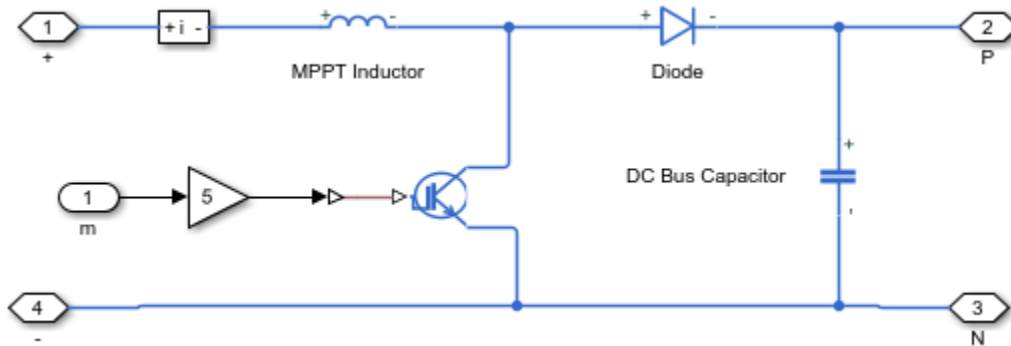 1
+
+ i -
+ -
MPPT Inductor
+ -
Diode
2
P
1
m
5
DC Bus Capacitor
+
-
4
-
3
N